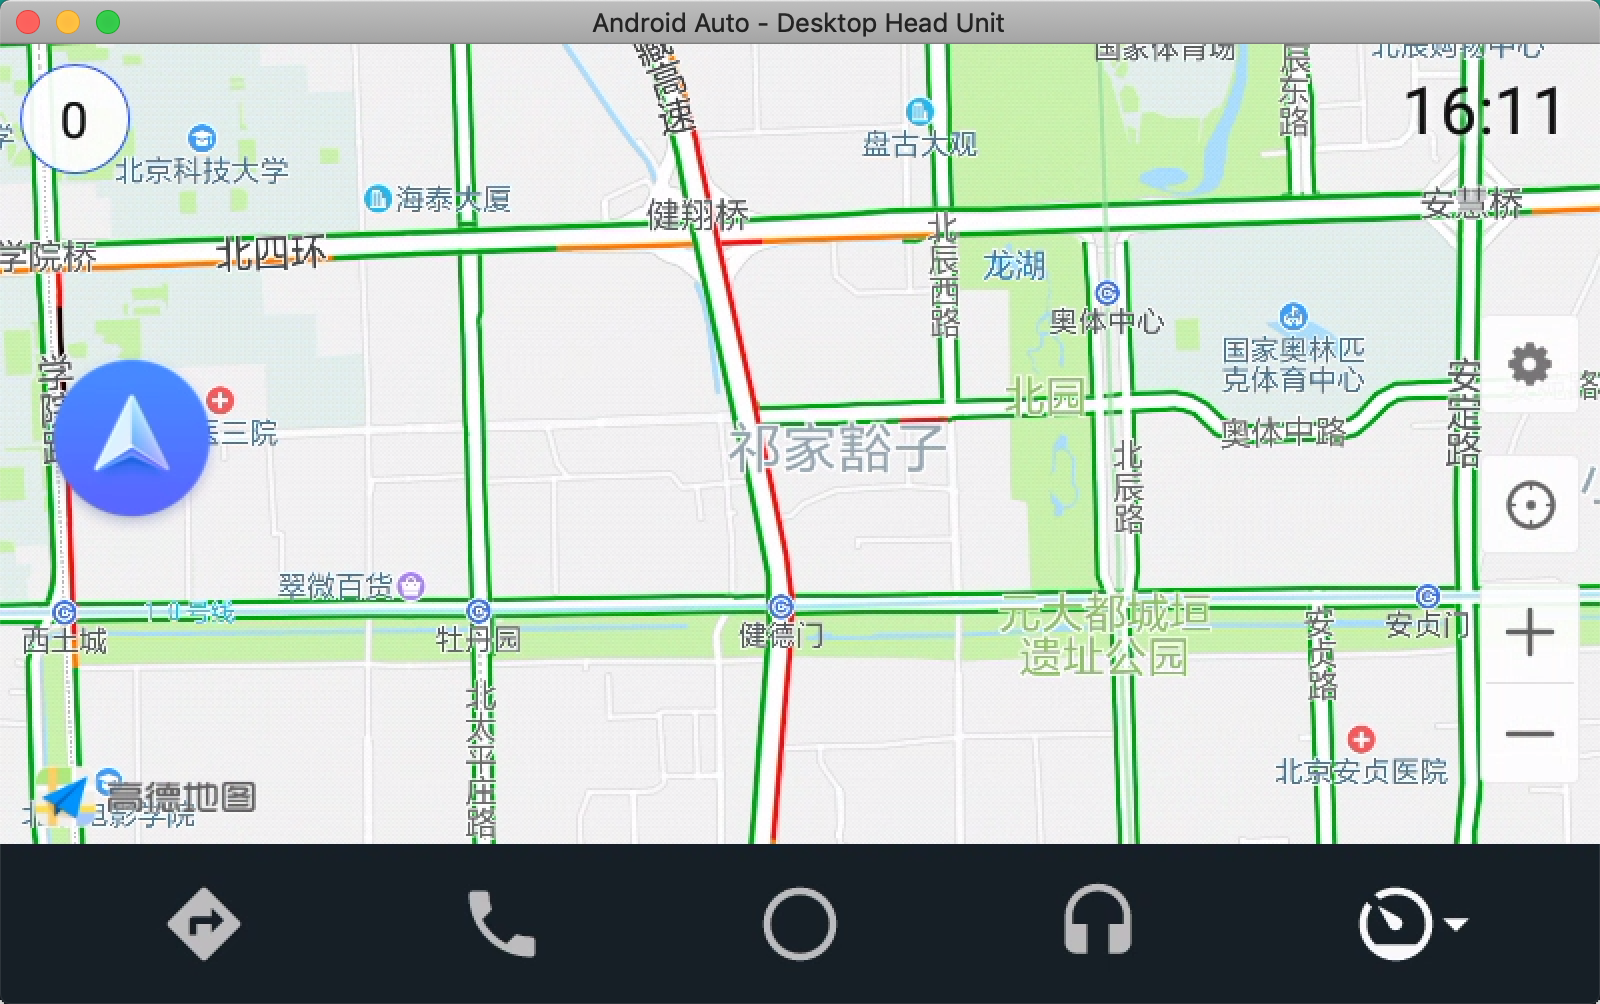 Android Auto - Desktop Head Unit
藏高速
国家体育场
辰东路
北辰购物中心
0
16:11
北京科技大学
海泰大厦
盘古大观
健翔桥
安慧桥
学院桥
北四环
北辰西路
龙湖
奥体中心
国家奥林匹
克体育中心
学院路
医三院
北园
奥体中路
安定路
祁家豁子
北辰路
翠微百货
10号线
西土城
牡丹园
健德门
元大都城垣
遗址公园
安贞门
安贞路
北太平庄路
北京安贞医院
高德地图
电影学院